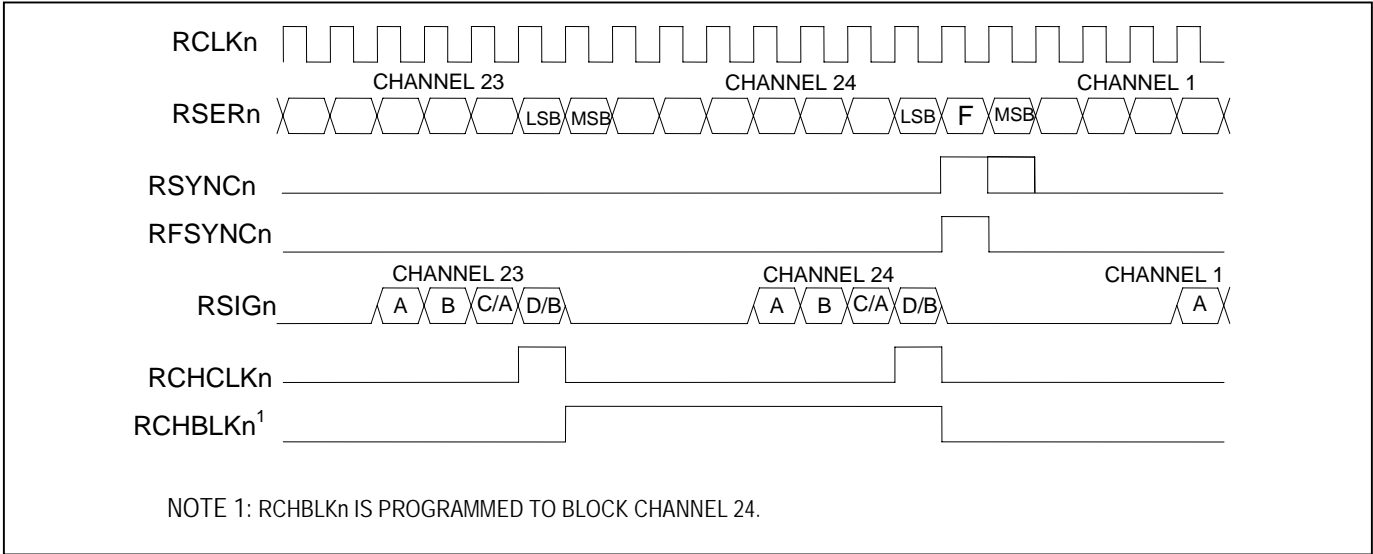 RCLKn
CHANNEL 23 CHANNEL 24 CHANNEL 1
RSERn LSB MSB LSB F MSB
RSYNCn
RFSYNCn
CHANNEL 23 CHANNEL 24 CHANNEL 1
RSIGn A B C/A D/B A B C/A D/B A
RCHCLKn
RCHBLKn¹
NOTE 1: RCHBLKn IS PROGRAMMED TO BLOCK CHANNEL 24.